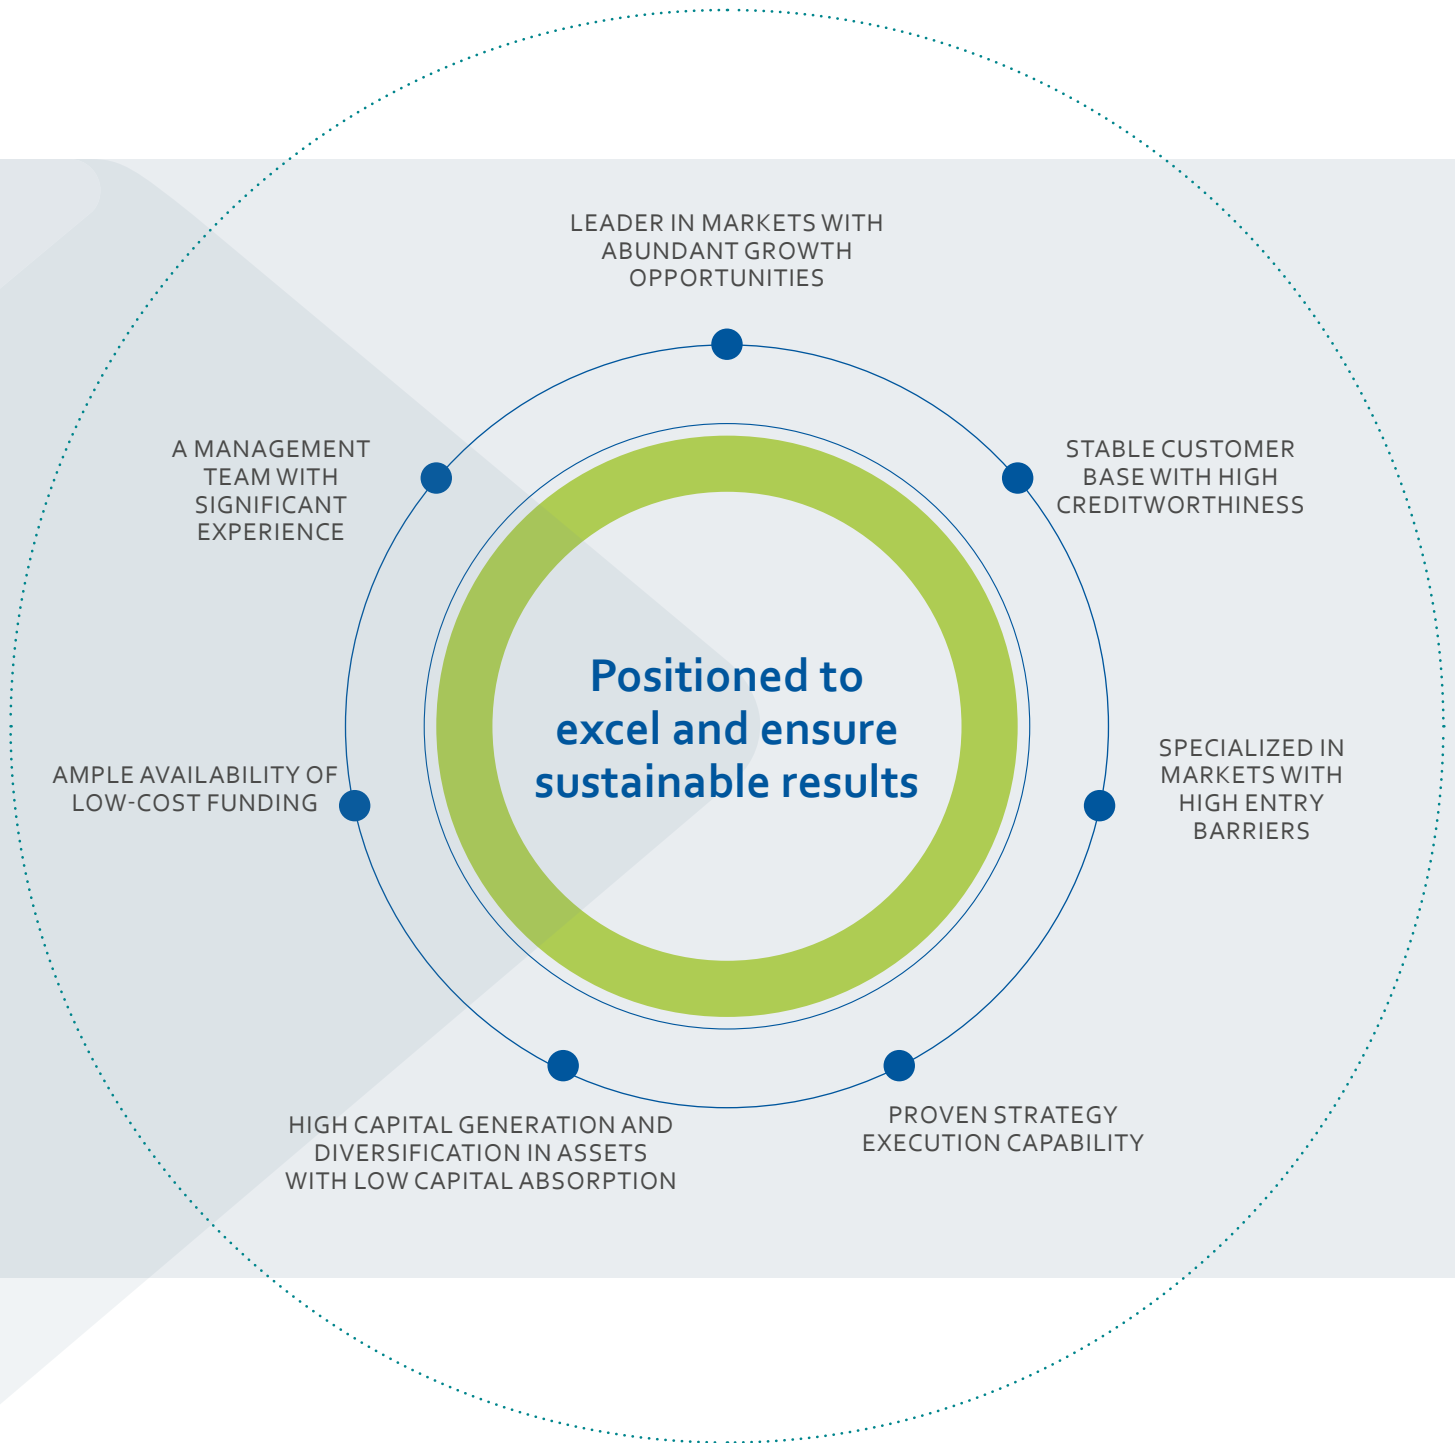 LEADER IN MARKETS WITH
ABUNDANT GROWTH
OPPORTUNITIES
STABLE CUSTOMER
BASE WITH HIGH
CREDITWORTHINESS
SPECIALIZED IN
MARKETS WITH
HIGH ENTRY
BARRIERS
PROVEN STRATEGY
EXECUTION CAPABILITY
HIGH CAPITAL GENERATION AND
DIVERSIFICATION IN ASSETS
WITH LOW CAPITAL ABSORPTION
AMPLE AVAILABILITY OF
LOW-COST FUNDING
A MANAGEMENT
TEAM WITH
SIGNIFICANT
EXPERIENCE
Positioned to
excel and ensure
sustainable results